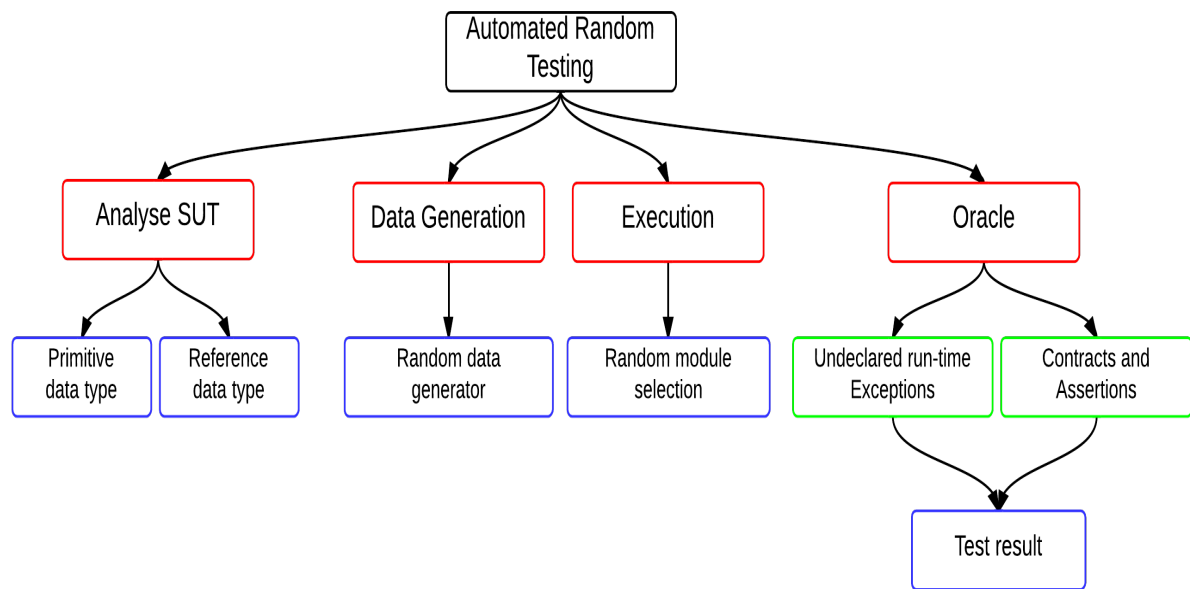 Automated Random
Testing
Analyse SUT
Data Generation
Execution
Oracle
Primitive
data type
Reference
data type
Random data
generator
Random module
selection
Undeclared run-time
Exceptions
Contracts and
Assertions
Test result